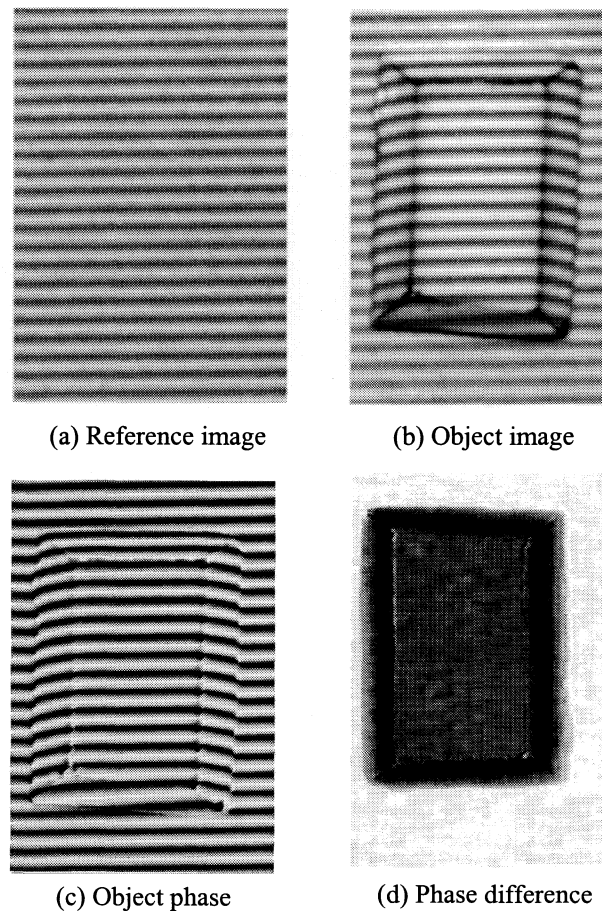 (a) Reference image
(b) Object image
(c) Object phase
(d) Phase difference